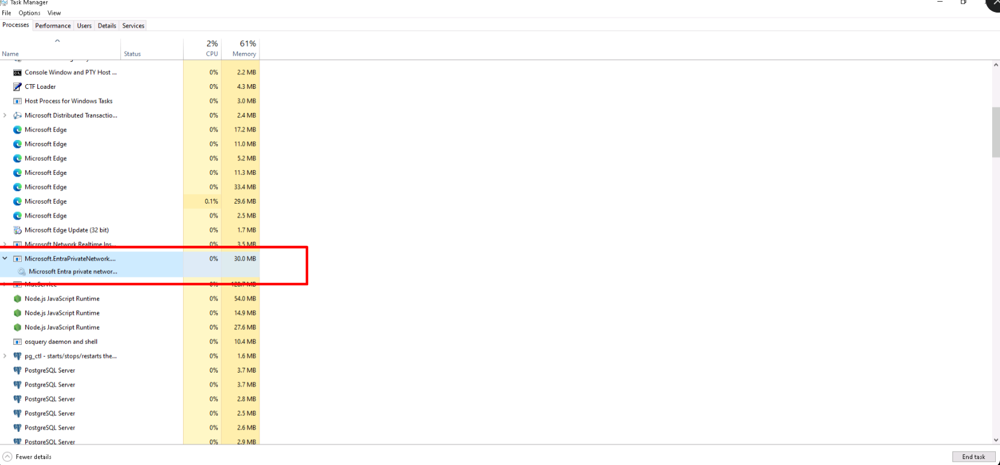 Task Manager
File Options View
Processes Performance Users Details Services
2% 61%
Name Status CPU Memory
Console Window and PTY Host ... 0% 2.2 MB
CTF Loader 0% 4.3 MB
Host Process for Windows Tasks 0% 3.0 MB
Microsoft Distributed Transactio... 0% 2.4 MB
Microsoft Edge 0% 17.2 MB
Microsoft Edge 0% 11.0 MB
Microsoft Edge 0% 5.2 MB
Microsoft Edge 0% 11.3 MB
Microsoft Edge 0% 33.4 MB
Microsoft Edge 0.1% 29.6 MB
Microsoft Edge 0% 2.5 MB
Microsoft Edge Update (32 bit) 0% 1.7 MB
Microsoft Network Realtime Ins... 0% 3.5 MB
Microsoft.EntraPrivateNetwork.... 0% 30.0 MB
Microsoft Entra private networ...
0% 128.7 MB
Node.js JavaScript Runtime 0% 54.0 MB
Node.js JavaScript Runtime 0% 14.9 MB
Node.js JavaScript Runtime 0% 27.6 MB
osquery daemon and shell 0% 10.4 MB
pg_ctl - starts/stops/restarts the... 0% 1.6 MB
PostgreSQL Server 0% 3.7 MB
PostgreSQL Server 0% 3.7 MB
PostgreSQL Server 0% 2.8 MB
PostgreSQL Server 0% 2.5 MB
PostgreSQL Server 0% 2.6 MB
PostgreSQL Server 0% 2.9 MB
Fewer details End task